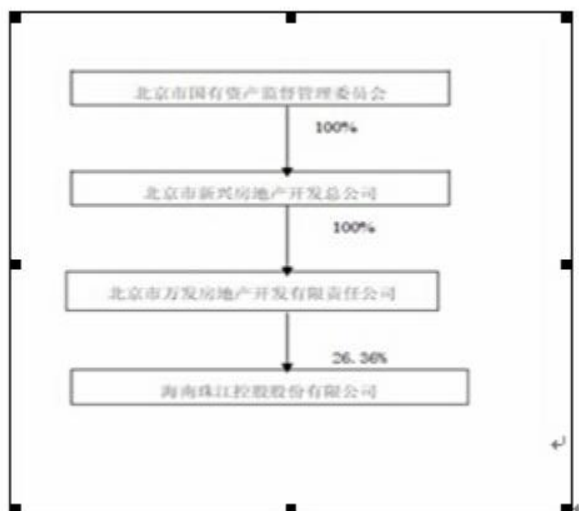 北京市国有资产监督管理委员会
100%
北京市新兴房地产开发总公司
100%
北京市万发房地产开发有限责任公司
26.36%
海南珠江控股股份有限公司